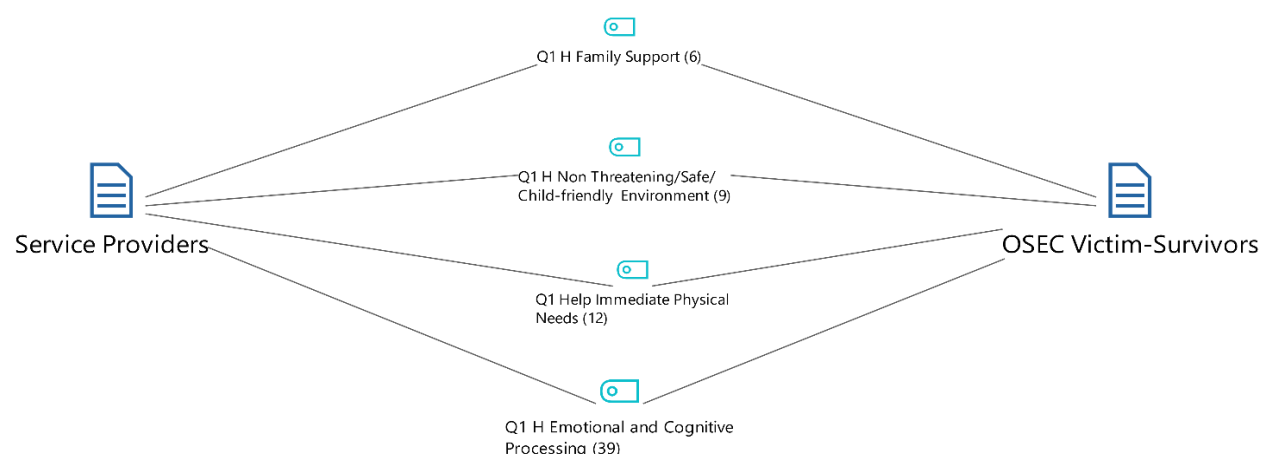 Q1 H Family Support (6)
Q1 H Non Threatening/Safe/
Child-friendly Environment (9)
Service Providers
OSEC Victim-Survivors
Q1 Help Immediate Physical
Needs (12)
Q1 H Emotional and Cognitive
Processing (39)